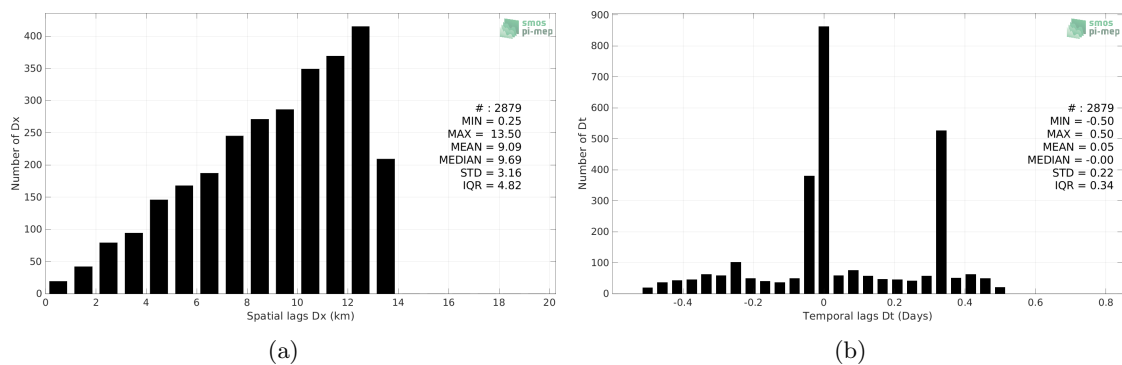 smos
pi-mep
Number of Dx
400
350
300
250
200
150
100
50
0
# : 2879
MIN = 0.25
MAX = 13.50
MEAN = 9.09
MEDIAN = 9.69
STD = 3.16
IQR = 4.82
0 2 4 6 8 10 12 14 16 18 20
Spatial lags Dx (km)
(a)
smos
pi-mep
Number of Dt
900
800
700
600
500
400
300
200
100
0
# : 2879
MIN = -0.50
MAX = 0.50
MEAN = 0.05
MEDIAN = -0.00
STD = 0.22
IQR = 0.34
-0.4 -0.2 0 0.2 0.4 0.6 0.8
Temporal lags Dt (Days)
(b)